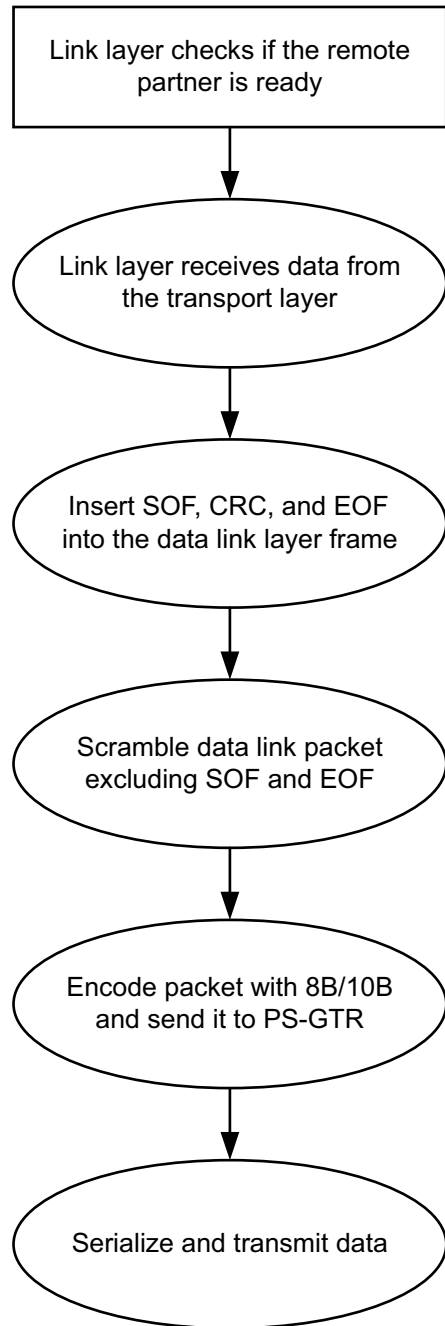 Link layer checks if the remote
partner is ready
Link layer receives data from
the transport layer
Insert SOF, CRC, and EOF
into the data link layer frame
Scramble data link packet
excluding SOF and EOF
Encode packet with 8B/10B
and send it to PS-GTR
Serialize and transmit data